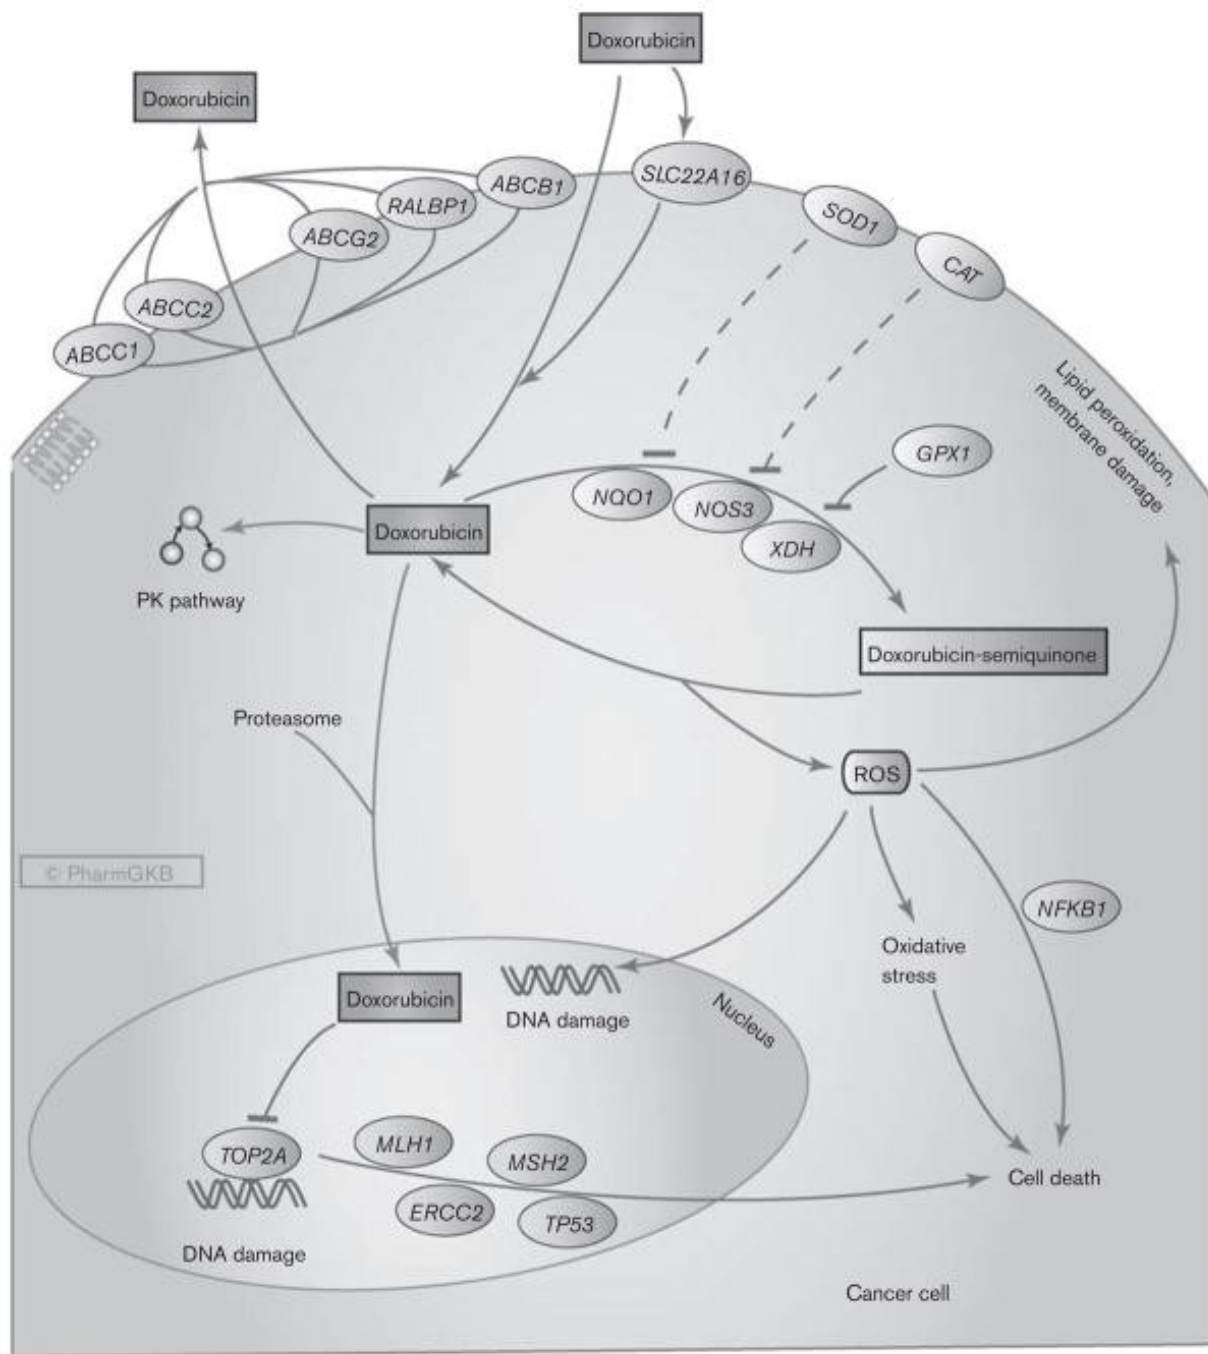 Doxorubicin
Doxorubicin
ABCB1
SLC22A16
RALBP1
SOD1
ABCG2
CAT
ABCC2
ABCC1
Lipid peroxidation,
membrane damage
GPX1
NQO1
NOS3
XDH
Doxorubicin
PK pathway
Doxorubicin-semiquinone
Proteasome
ROS
© PharmGKB
NFKB1
Oxidative
stress
Doxorubicin
DNA damage
Nucleus
TOP2A
MLH1
MSH2
ERCC2
TP53
Cell death
DNA damage
Cancer cell